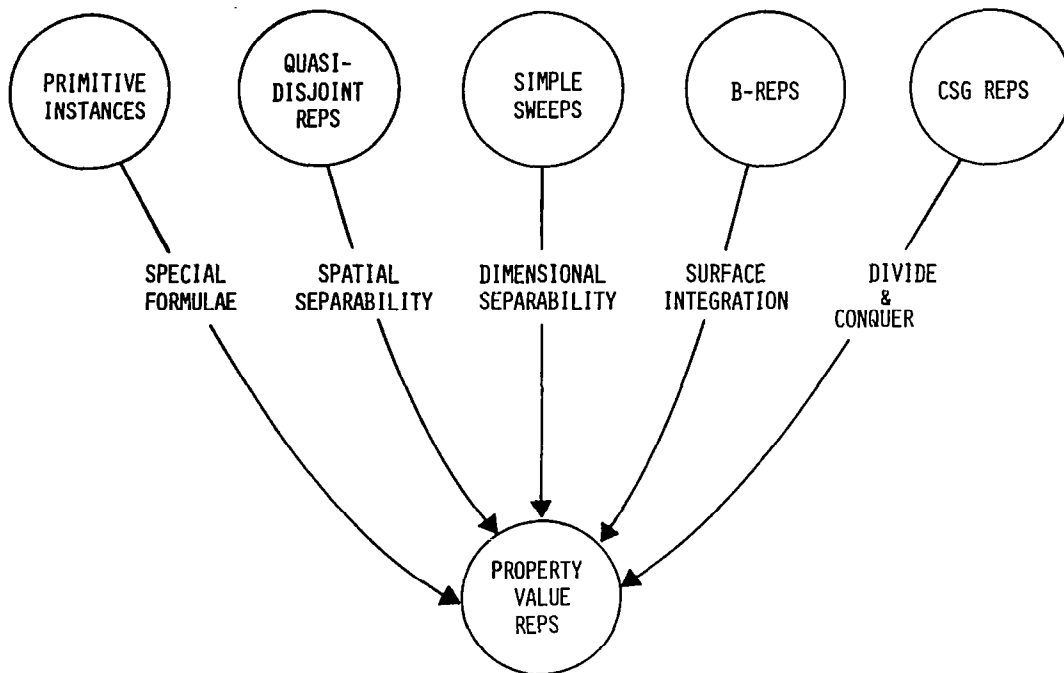 PRIMITIVE
INSTANCES
QUASI-
DISJOINT
REPS
SIMPLE
SWEEPS
B-REPS
CSG REPS
SPECIAL
FORMULAE
SPATIAL
SEPARABILITY
DIMENSIONAL
SEPARABILITY
SURFACE
INTEGRATION
DIVIDE
&
CONQUER
PROPERTY
VALUE
REPS